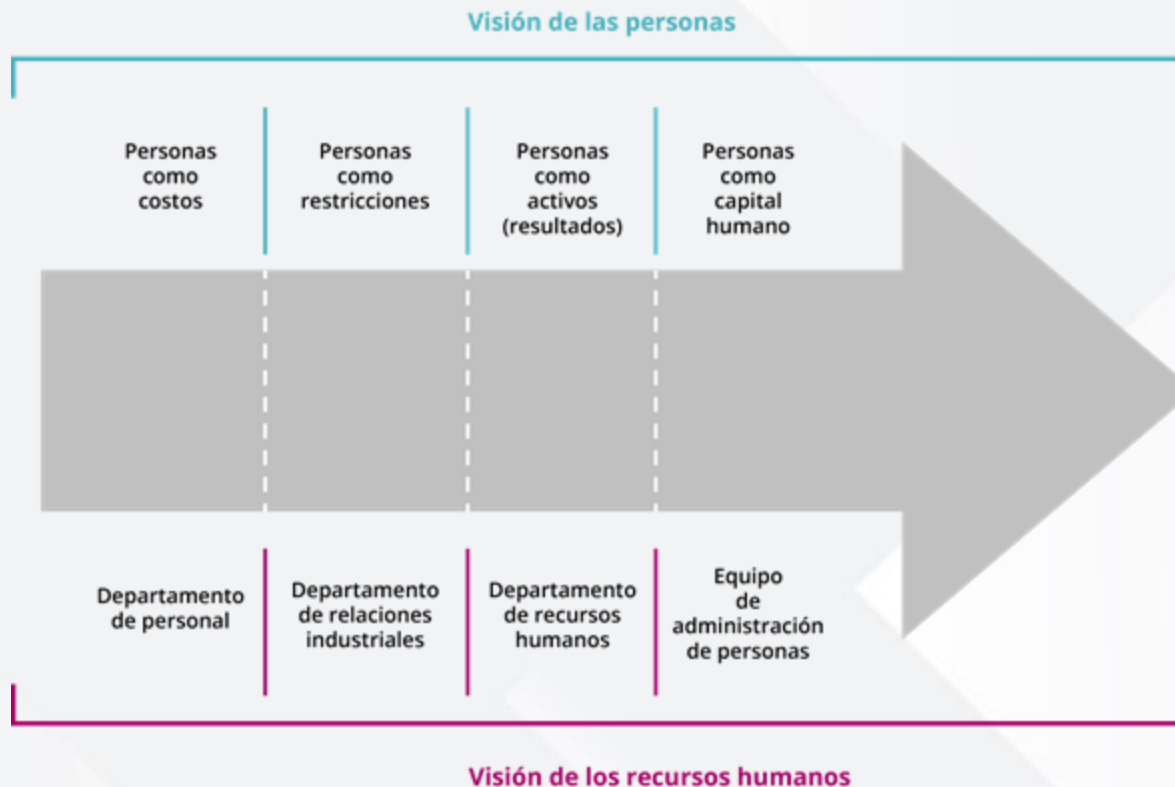 Visión de las personas
Personas
como
costos
Personas
como
restricciones
Personas
como
activos
(resultados)
Personas
como
capital
humano
Departamento
de personal
Departamento
de relaciones
industriales
Departamento
de recursos
humanos
Equipo
de
administración
de personas
Visión de los recursos humanos